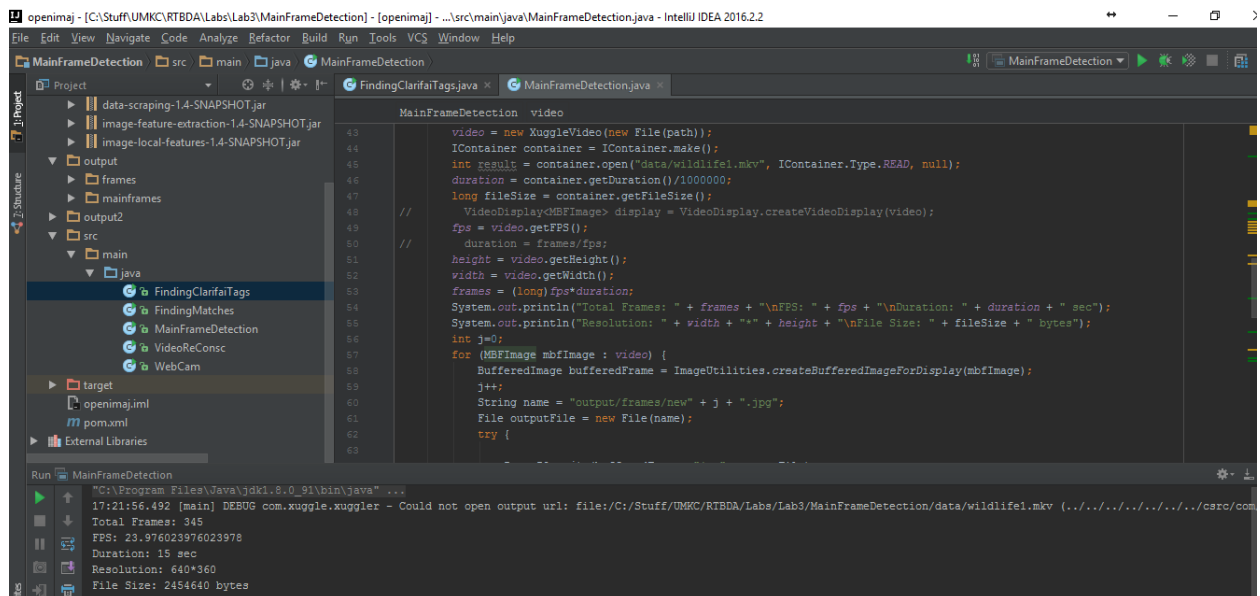 openimaj - [C:\Stuff\UMKC\RTBDA\Labs\Lab3\MainFrameDetection] - [openimaj] - ...\src\main\java\MainFrameDetection.java - IntelliJ IDEA 2016.2.2
File Edit View Navigate Code Analyze Refactor Build Run Tools VCS Window Help
MainFrameDetection src main java MainFrameDetection
MainFrameDetection
1: Project
7: Structure
Project
data-scraping-1.4-SNAPSHOT.jar
image-feature-extraction-1.4-SNAPSHOT.jar
image-local-features-1.4-SNAPSHOT.jar
output
frames
mainframes
output2
src
main
java
FindingClarifaiTags
FindingMatches
MainFrameDetection
VideoReConsc
WebCam
target
openimaj.iml
pom.xml
External Libraries
FindingClarifaiTags.java × MainFrameDetection.java ×
MainFrameDetection video
43 video = new XuggleVideo(new File(path));
44 IContainer container = IContainer.make();
45 int result = container.open("data/wildlife1.mkv", IContainer.Type.READ, null);
46 duration = container.getDuration()/1000000;
47 long fileSize = container.getFileSize();
48 // VideoDisplay<MBFImage> display = VideoDisplay.createVideoDisplay(video);
49 fps = video.getFPS();
50 // duration = frames/fps;
51 height = video.getHeight();
52 width = video.getWidth();
53 frames = (long)fps*duration;
54 System.out.println("Total Frames: " + frames + "\nFPS: " + fps + "\nDuration: " + duration + " sec");
55 System.out.println("Resolution: " + width + "*" + height + "\nFile Size: " + fileSize + " bytes");
56 int j=0;
57 for (MBFImage mbfImage : video) {
58 BufferedImage bufferedFrame = ImageUtilities.createBufferedImageForDisplay(mbfImage);
59 j++;
60 String name = "output/frames/new" + j + ".jpg";
61 File outputFile = new File(name);
62 try {
63
Run MainFrameDetection
"C:\Program Files\Java\jdk1.8.0_91\bin\java" ...
17:21:56.492 [main] DEBUG com.xuggle.xuggler - Could not open output url: file:/C:/Stuff/UMKC/RTBDA/Labs/Lab3/MainFrameDetection/data/wildlife1.mkv (../../../../../../../csrc/com
Total Frames: 345
FPS: 23.976023976023978
Duration: 15 sec
Resolution: 640*360
File Size: 2454640 bytes